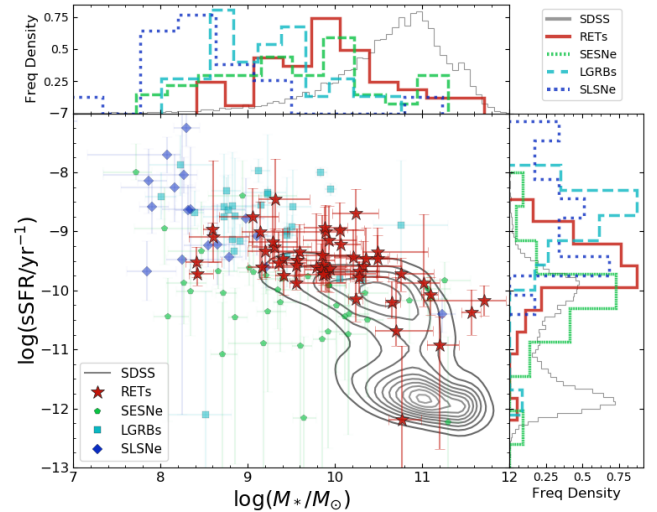 0.75
0.50
0.25
Freq Density
SDSS
RETs
SESNe
LGRBs
SLSNe
−7
−8
−9
−10
−11
−12
−13
log(sSFR/yr⁻¹)
SDSS
RETs
SESNe
LGRBs
SLSNe
7 8 9 10 11 12
0.25 0.50 0.75
log(M*/M⊙)
Freq Density